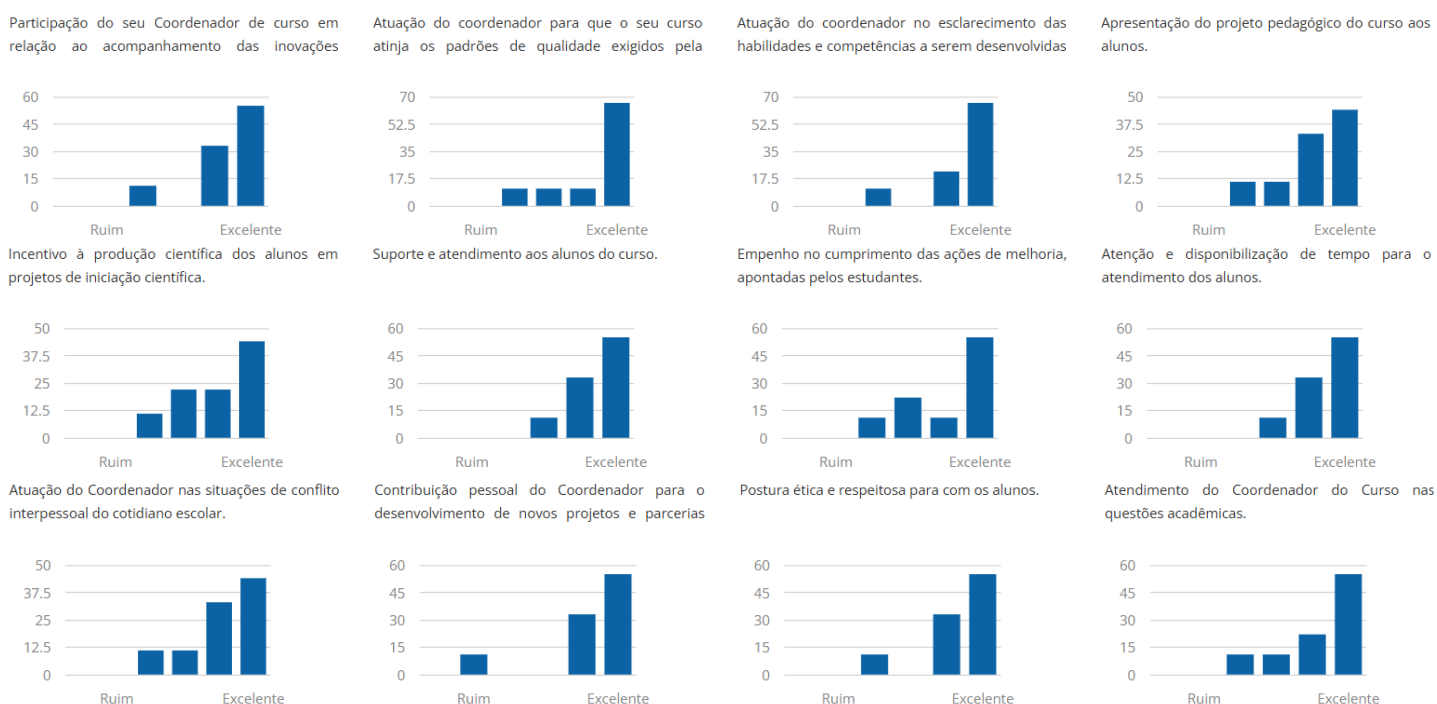 Participação do seu Coordenador de curso em
relação ao acompanhamento das inovações
Atuação do coordenador para que o seu curso
atinja os padrões de qualidade exigidos pela
Atuação do coordenador no esclarecimento das
habilidades e competências a serem desenvolvidas
Apresentação do projeto pedagógico do curso aos
alunos.
60
45
30
15
0
Ruim Excelente
70
52.5
35
17.5
0
Ruim Excelente
70
52.5
35
17.5
0
Ruim Excelente
50
37.5
25
12.5
0
Ruim Excelente
Incentivo à produção científica dos alunos em
projetos de iniciação científica.
Suporte e atendimento aos alunos do curso.
Empenho no cumprimento das ações de melhoria,
apontadas pelos estudantes.
Atenção e disponibilização de tempo para o
atendimento dos alunos.
50
37.5
25
12.5
0
Ruim Excelente
60
45
30
15
0
Ruim Excelente
60
45
30
15
0
Ruim Excelente
60
45
30
15
0
Ruim Excelente
Atuação do Coordenador nas situações de conflito
interpessoal do cotidiano escolar.
Contribuição pessoal do Coordenador para o
desenvolvimento de novos projetos e parcerias
Postura ética e respeitosa para com os alunos.
Atendimento do Coordenador do Curso nas
questões acadêmicas.
50
37.5
25
12.5
0
Ruim Excelente
60
45
30
15
0
Ruim Excelente
60
45
30
15
0
Ruim Excelente
60
45
30
15
0
Ruim Excelente